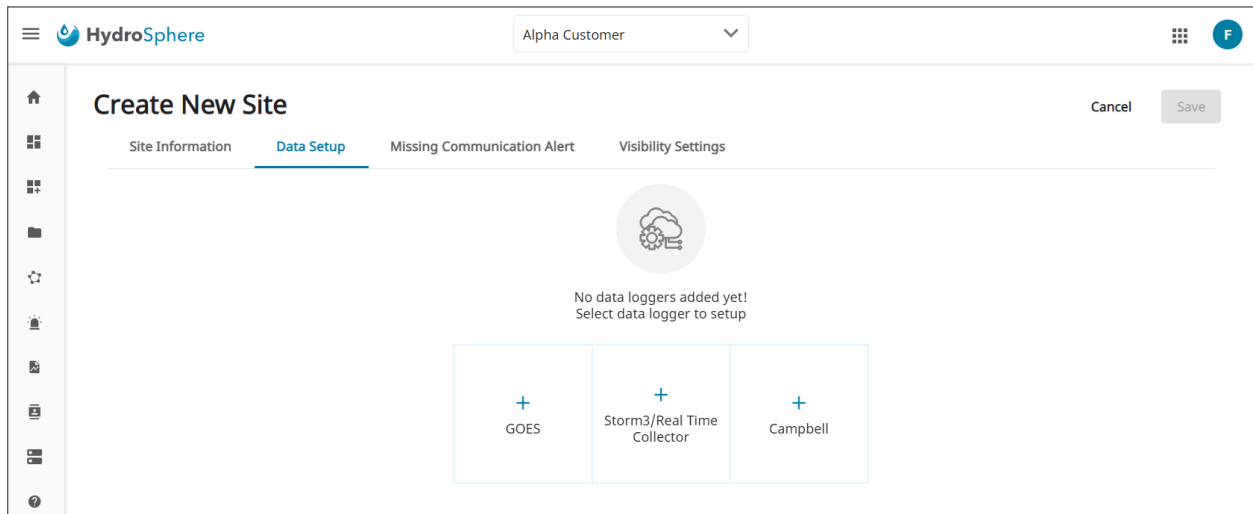 HydroSphere
Alpha Customer
F
Create New Site
Cancel
Save
Site Information
Data Setup
Missing Communication Alert
Visibility Settings
No data loggers added yet!
Select data logger to setup
+
GOES
+
Storm3/Real Time
Collector
+
Campbell